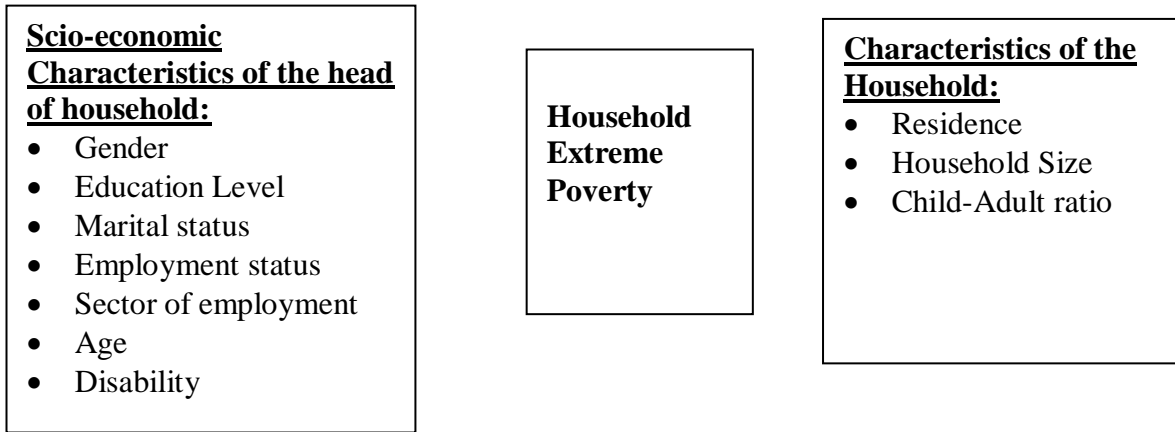 Scio-economic
Characteristics of the head
of household:
• Gender
• Education Level
• Marital status
• Employment status
• Sector of employment
• Age
• Disability
Household
Extreme
Poverty
Characteristics of the
Household:
• Residence
• Household Size
• Child-Adult ratio